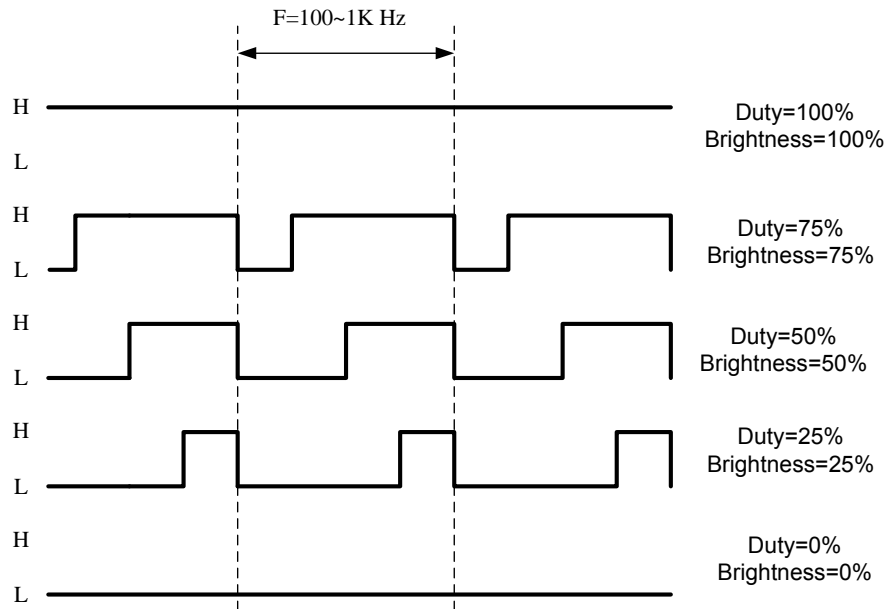 F=100~1K Hz
H
L
Duty=100%
Brightness=100%
H
L
Duty=75%
Brightness=75%
H
L
Duty=50%
Brightness=50%
H
L
Duty=25%
Brightness=25%
H
L
Duty=0%
Brightness=0%